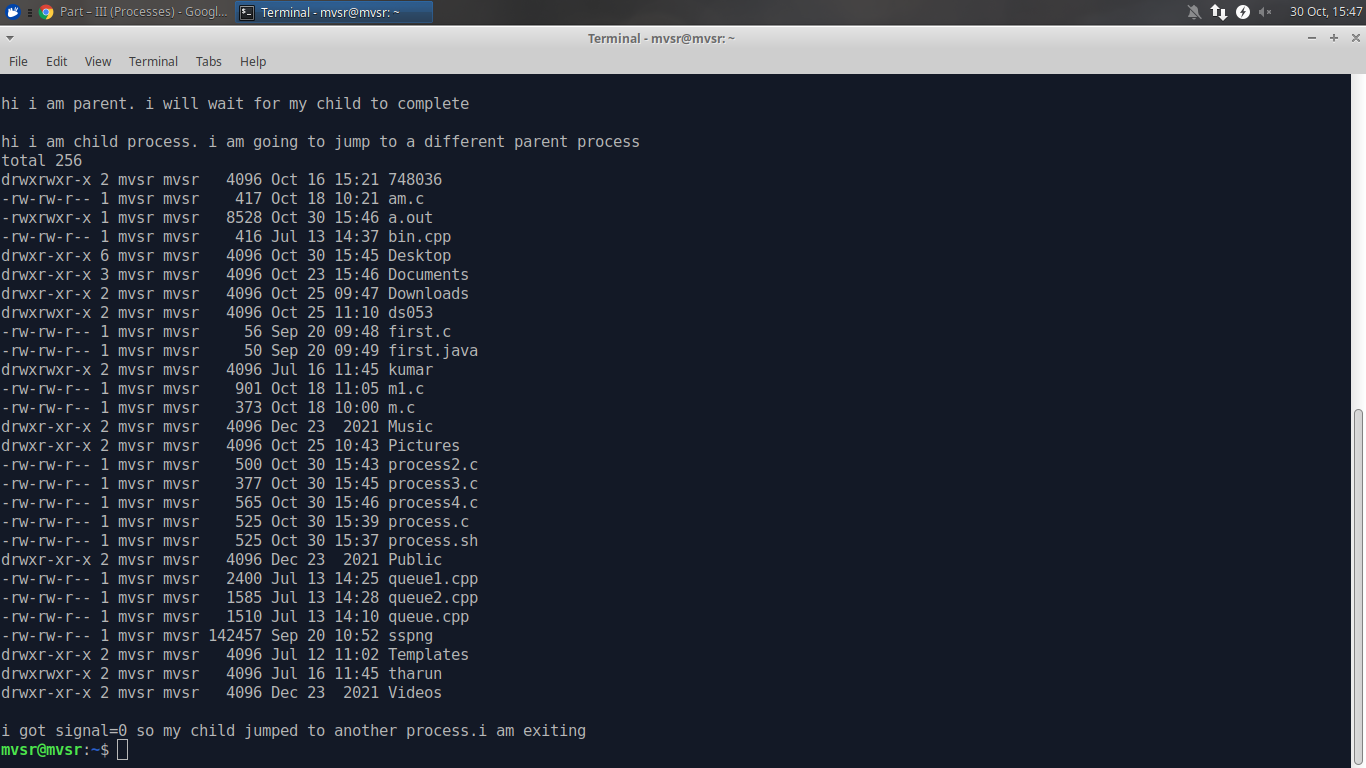 Part – III (Processes) - Googl... Terminal - mvsr@mvsr: ~ 30 Oct, 15:47
Terminal - mvsr@mvsr: ~
File Edit View Terminal Tabs Help
hi i am parent. i will wait for my child to complete
hi i am child process. i am going to jump to a different parent process
total 256
drwxrwxr-x 2 mvsr mvsr   4096 Oct 16 15:21 748036
-rw-rw-r-- 1 mvsr mvsr    417 Oct 18 10:21 am.c
-rwxrwxr-x 1 mvsr mvsr   8528 Oct 30 15:46 a.out
-rw-rw-r-- 1 mvsr mvsr    416 Jul 13 14:37 bin.cpp
drwxr-xr-x 6 mvsr mvsr   4096 Oct 30 15:45 Desktop
drwxr-xr-x 3 mvsr mvsr   4096 Oct 23 15:46 Documents
drwxr-xr-x 2 mvsr mvsr   4096 Oct 25 09:47 Downloads
drwxrwxr-x 2 mvsr mvsr   4096 Oct 25 11:10 ds053
-rw-rw-r-- 1 mvsr mvsr     56 Sep 20 09:48 first.c
-rw-rw-r-- 1 mvsr mvsr     50 Sep 20 09:49 first.java
drwxrwxr-x 2 mvsr mvsr   4096 Jul 16 11:45 kumar
-rw-rw-r-- 1 mvsr mvsr    901 Oct 18 11:05 m1.c
-rw-rw-r-- 1 mvsr mvsr    373 Oct 18 10:00 m.c
drwxr-xr-x 2 mvsr mvsr   4096 Dec 23  2021 Music
drwxr-xr-x 2 mvsr mvsr   4096 Oct 25 10:43 Pictures
-rw-rw-r-- 1 mvsr mvsr    500 Oct 30 15:43 process2.c
-rw-rw-r-- 1 mvsr mvsr    377 Oct 30 15:45 process3.c
-rw-rw-r-- 1 mvsr mvsr    565 Oct 30 15:46 process4.c
-rw-rw-r-- 1 mvsr mvsr    525 Oct 30 15:39 process.c
-rw-rw-r-- 1 mvsr mvsr    525 Oct 30 15:37 process.sh
drwxr-xr-x 2 mvsr mvsr   4096 Dec 23  2021 Public
-rw-rw-r-- 1 mvsr mvsr   2400 Jul 13 14:25 queue1.cpp
-rw-rw-r-- 1 mvsr mvsr   1585 Jul 13 14:28 queue2.cpp
-rw-rw-r-- 1 mvsr mvsr   1510 Jul 13 14:10 queue.cpp
-rw-rw-r-- 1 mvsr mvsr 142457 Sep 20 10:52 sspng
drwxr-xr-x 2 mvsr mvsr   4096 Jul 12 11:02 Templates
drwxrwxr-x 2 mvsr mvsr   4096 Jul 16 11:45 tharun
drwxr-xr-x 2 mvsr mvsr   4096 Dec 23  2021 Videos
i got signal=0 so my child jumped to another process.i am exiting
mvsr@mvsr:~$